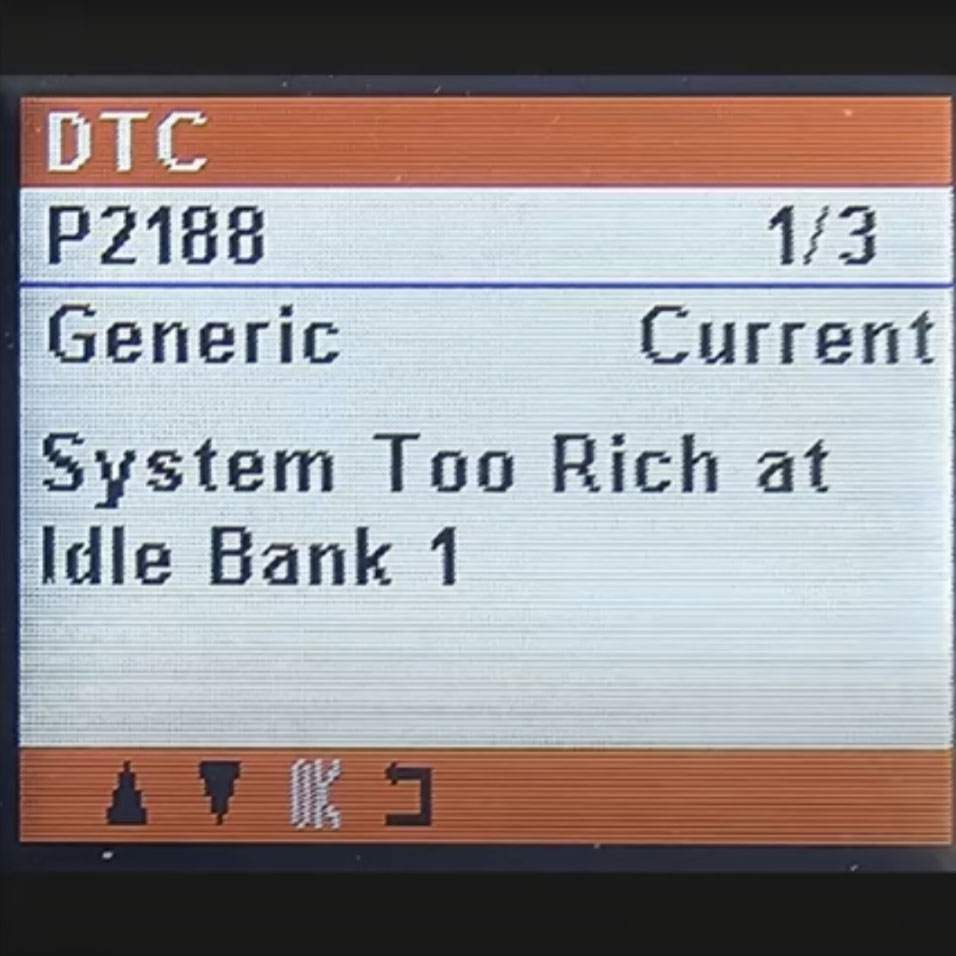 DTC
P2188 1/3
Generic Current
System Too Rich at
Idle Bank 1
OK